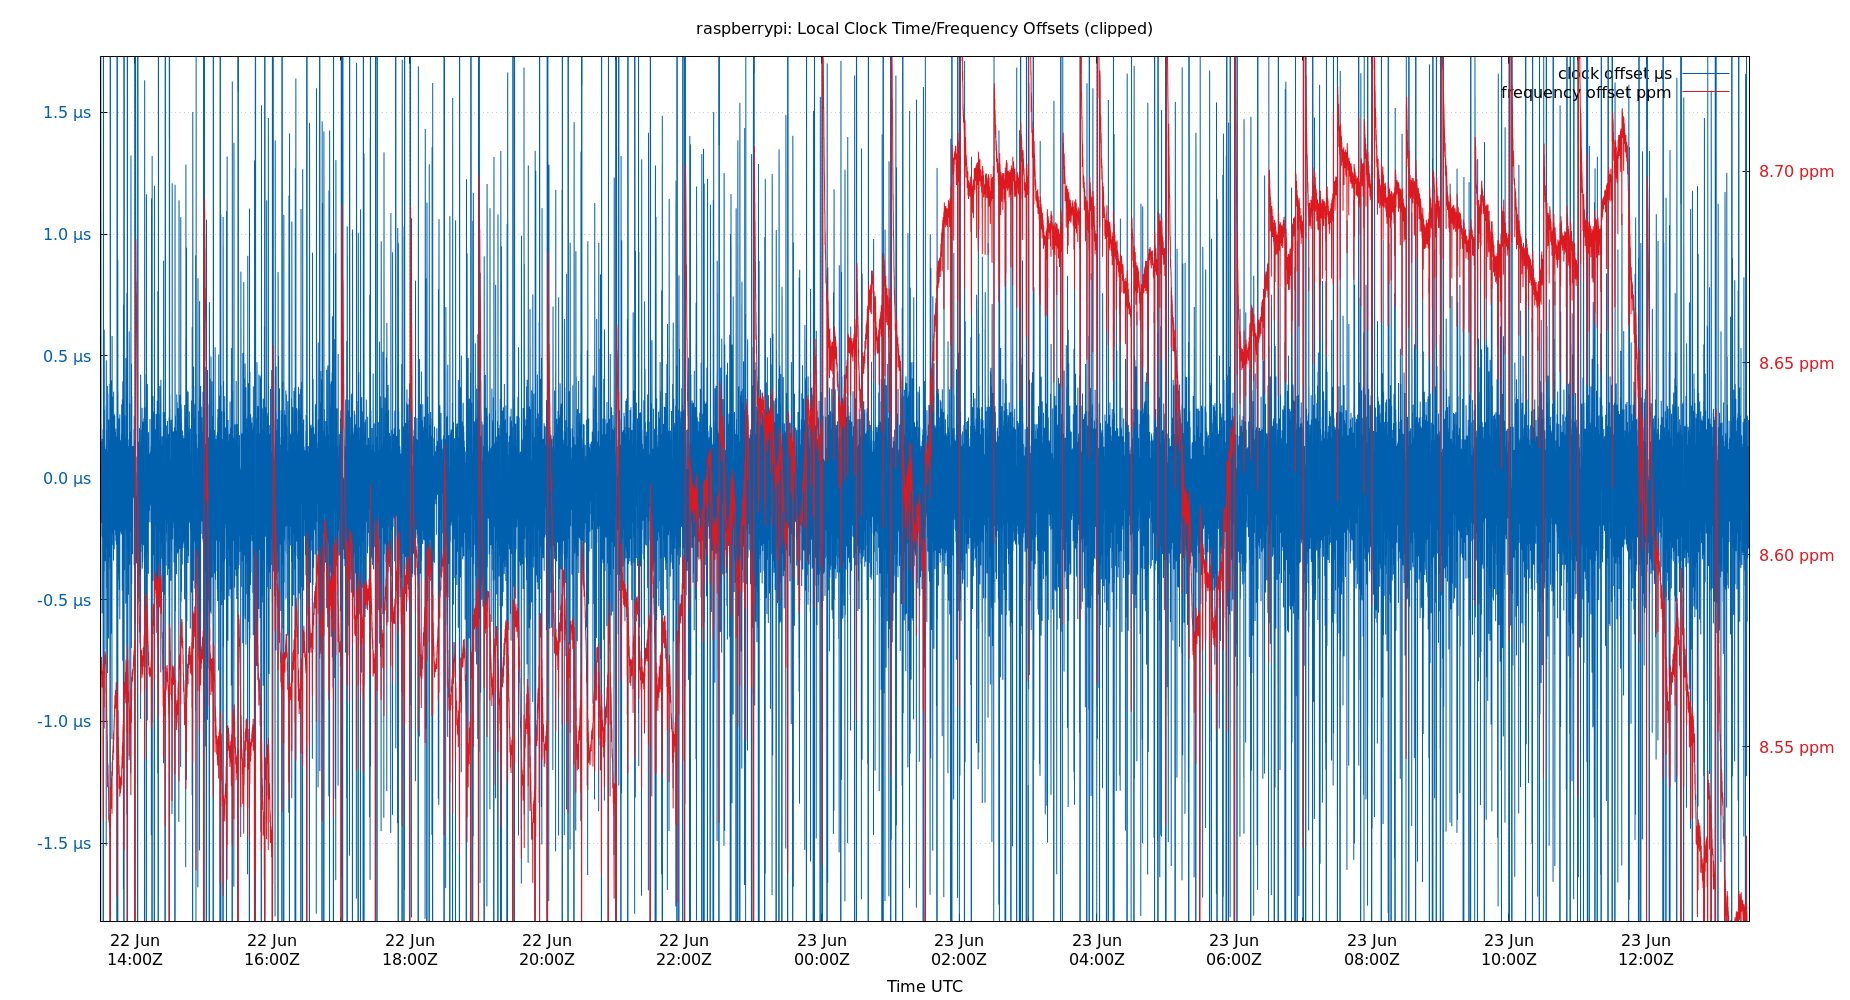 raspberrypi: Local Clock Time/Frequency Offsets (clipped)
clock offset µs
frequency offset ppm
1.5 µs
1.0 µs
0.5 µs
0.0 µs
-0.5 µs
-1.0 µs
-1.5 µs
8.70 ppm
8.65 ppm
8.60 ppm
8.55 ppm
22 Jun 22 Jun 22 Jun 22 Jun 22 Jun 23 Jun 23 Jun 23 Jun 23 Jun 23 Jun 23 Jun 23 Jun
14:00Z 16:00Z 18:00Z 20:00Z 22:00Z 00:00Z 02:00Z 04:00Z 06:00Z 08:00Z 10:00Z 12:00Z
Time UTC